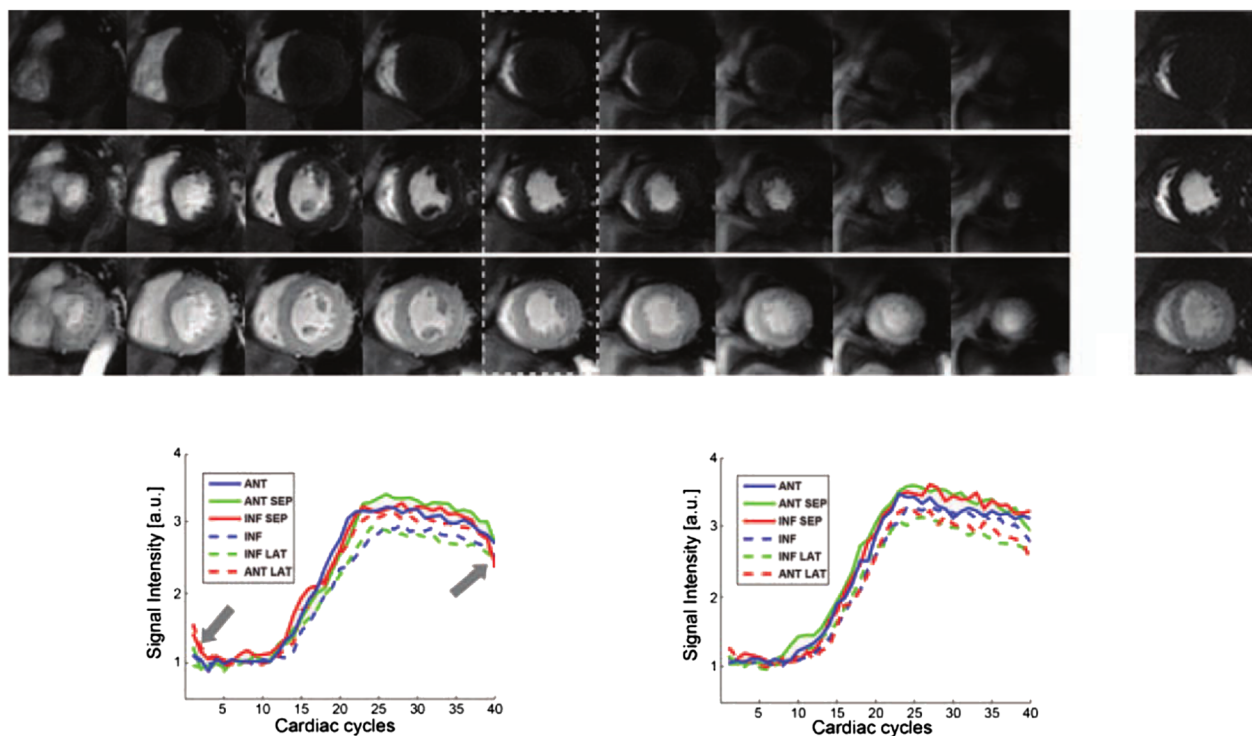 4
3
2
1
Signal Intensity [a.u.]
ANT
ANT SEP
INF SEP
INF
INF LAT
ANT LAT
5 10 15 20 25 30 35 40
Cardiac cycles
4
3
2
1
Signal Intensity [a.u.]
ANT
ANT SEP
INF SEP
INF
INF LAT
ANT LAT
5 10 15 20 25 30 35 40
Cardiac cycles